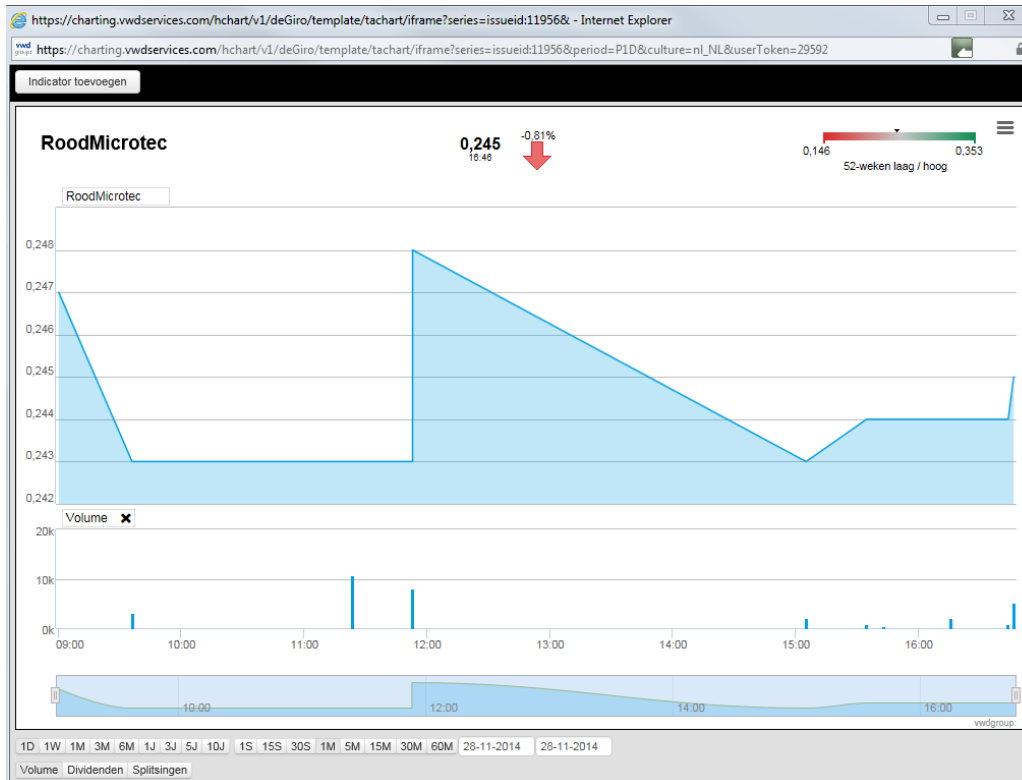 https://charting.vwdservices.com/hchart/v1/deGiro/template/tachart/iframe?series=issueid:11956& - Internet Explorer
vwd group: https://charting.vwdservices.com/hchart/v1/deGiro/template/tachart/iframe?series=issueid:11956&period=P1D&culture=nl_NL&userToken=29592
Indicator toevoegen
RoodMicrotec
0,245
16:46
-0,81%
0,146
0,353
52-weken laag / hoog
RoodMicrotec
0,248
0,247
0,246
0,245
0,244
0,243
0,242
Volume ✖
20k
10k
0k
09:00 10:00 11:00 12:00 13:00 14:00 15:00 16:00
10:00 12:00 14:00 16:00
vwdgroup:
1D 1W 1M 3M 6M 1J 3J 5J 10J 1S 15S 30S 1M 5M 15M 30M 60M 28-11-2014 28-11-2014
Volume Dividenden Splitsingen